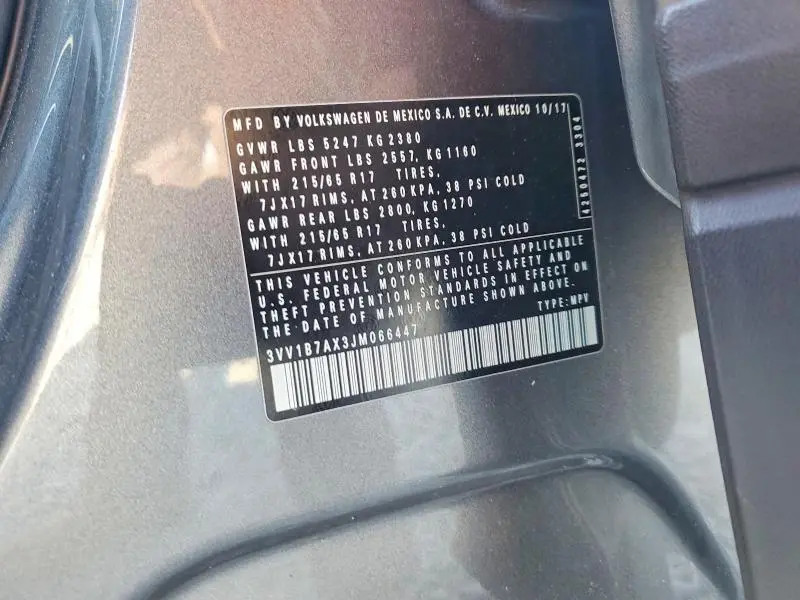 MFD BY VOLKSWAGEN DE MEXICO S.A. DE C.V. MEXICO 10/17
GVWR LBS 5247 KG 2380
GAWR FRONT LBS 2557, KG 1160
WITH 215/65 R17 TIRES,
7JX17 RIMS, AT 260 KPA, 38 PSI COLD
GAWR REAR LBS 2800, KG 1270
WITH 215/65 R17 TIRES,
7JX17 RIMS, AT 260 KPA, 38 PSI COLD
4250472 3304
THIS VEHICLE CONFORMS TO ALL APPLICABLE
U.S. FEDERAL MOTOR VEHICLE SAFETY AND
THEFT PREVENTION STANDARDS IN EFFECT ON
THE DATE OF MANUFACTURE SHOWN ABOVE.
3VV1B7AX3JM066447 TYPE: MPV